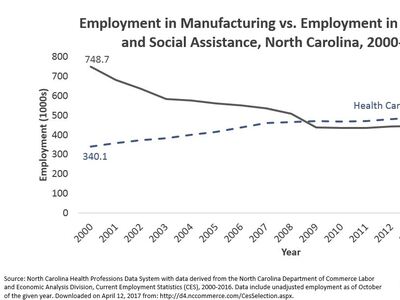 Employment in Manufacturing vs. Employment in
and Social Assistance, North Carolina, 2000-
800
748.7
700
600
Health Car
500
400
340.1
300
200
100
0
Employment (1000s)
2000 2001 2002 2003 2004 2005 2006 2007 2008 2009 2010 2011 2012
Year
Source: North Carolina Health Professions Data System with data derived from the North Carolina Department of Commerce Labor
and Economic Analysis Division, Current Employment Statistics (CES), 2000-2016. Data include unadjusted employment as of October
of the given year. Downloaded on April 12, 2017 from: http://d4.nccommerce.com/CesSelection.aspx.